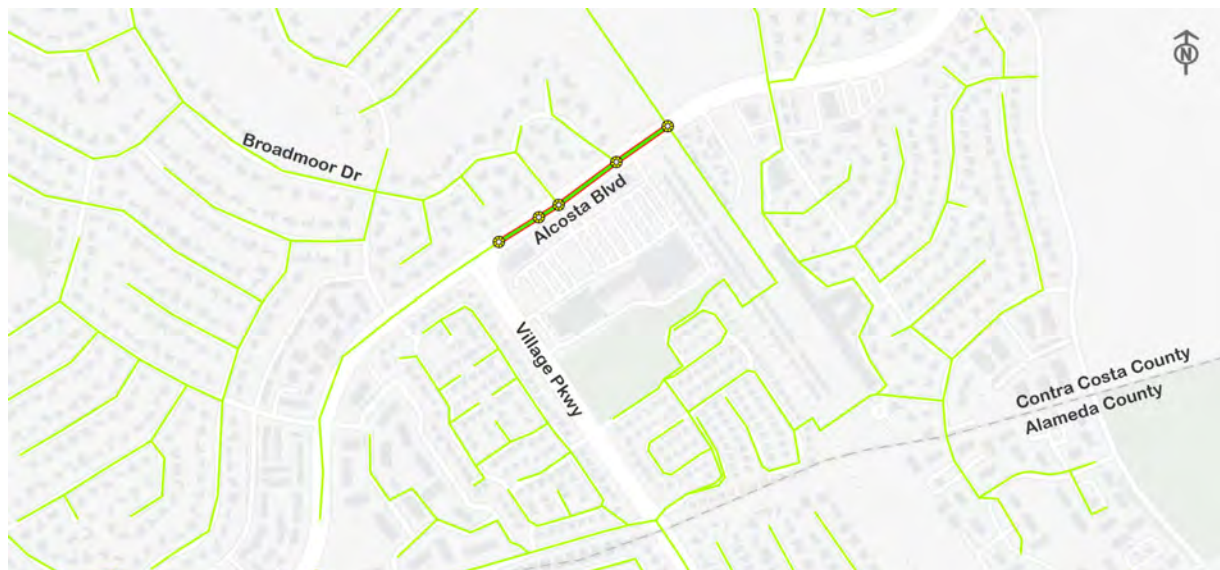 N
Broadmoor Dr
Alcosta Blvd
Village Pkwy
Contra Costa County
Alameda County